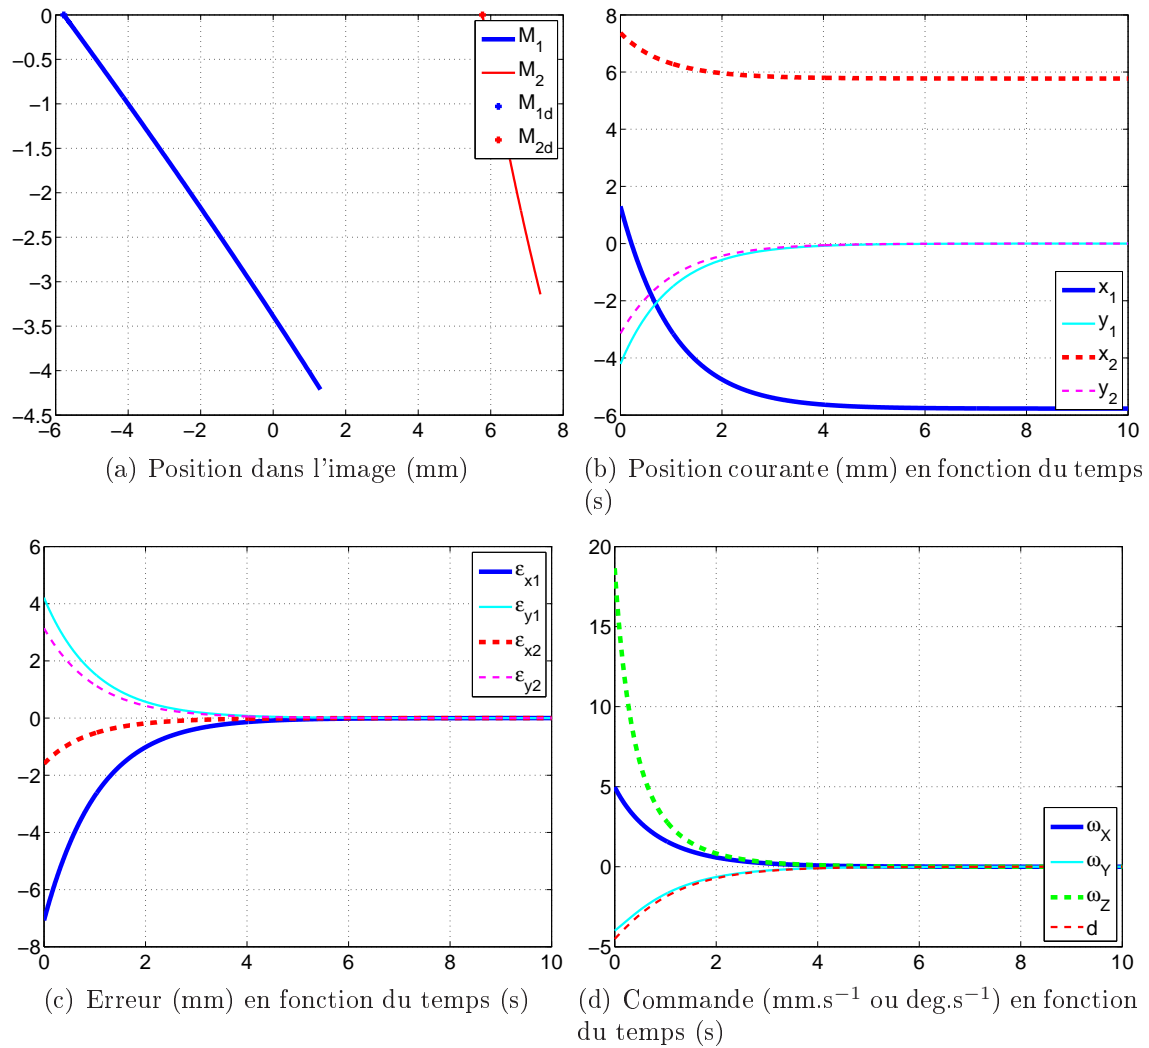 0
−0.5
−1
−1.5
−2
−2.5
−3
−3.5
−4
−4.5
−6
−4
−2
0
2
4
6
8
M1
M2
M1d
M2d
(a) Position dans l'image (mm)
8
6
4
2
0
−2
−4
−6
0
2
4
6
8
10
x1
y1
x2
y2
(b) Position courante (mm) en fonction du temps
(s)
6
4
2
0
−2
−4
−6
−8
0
2
4
6
8
10
εx1
εy1
εx2
εy2
(c) Erreur (mm) en fonction du temps (s)
20
15
10
5
0
−5
0
2
4
6
8
10
ωX
ωY
ωZ
d
(d) Commande (mm.s⁻¹ ou deg.s⁻¹) en fonction
du temps (s)